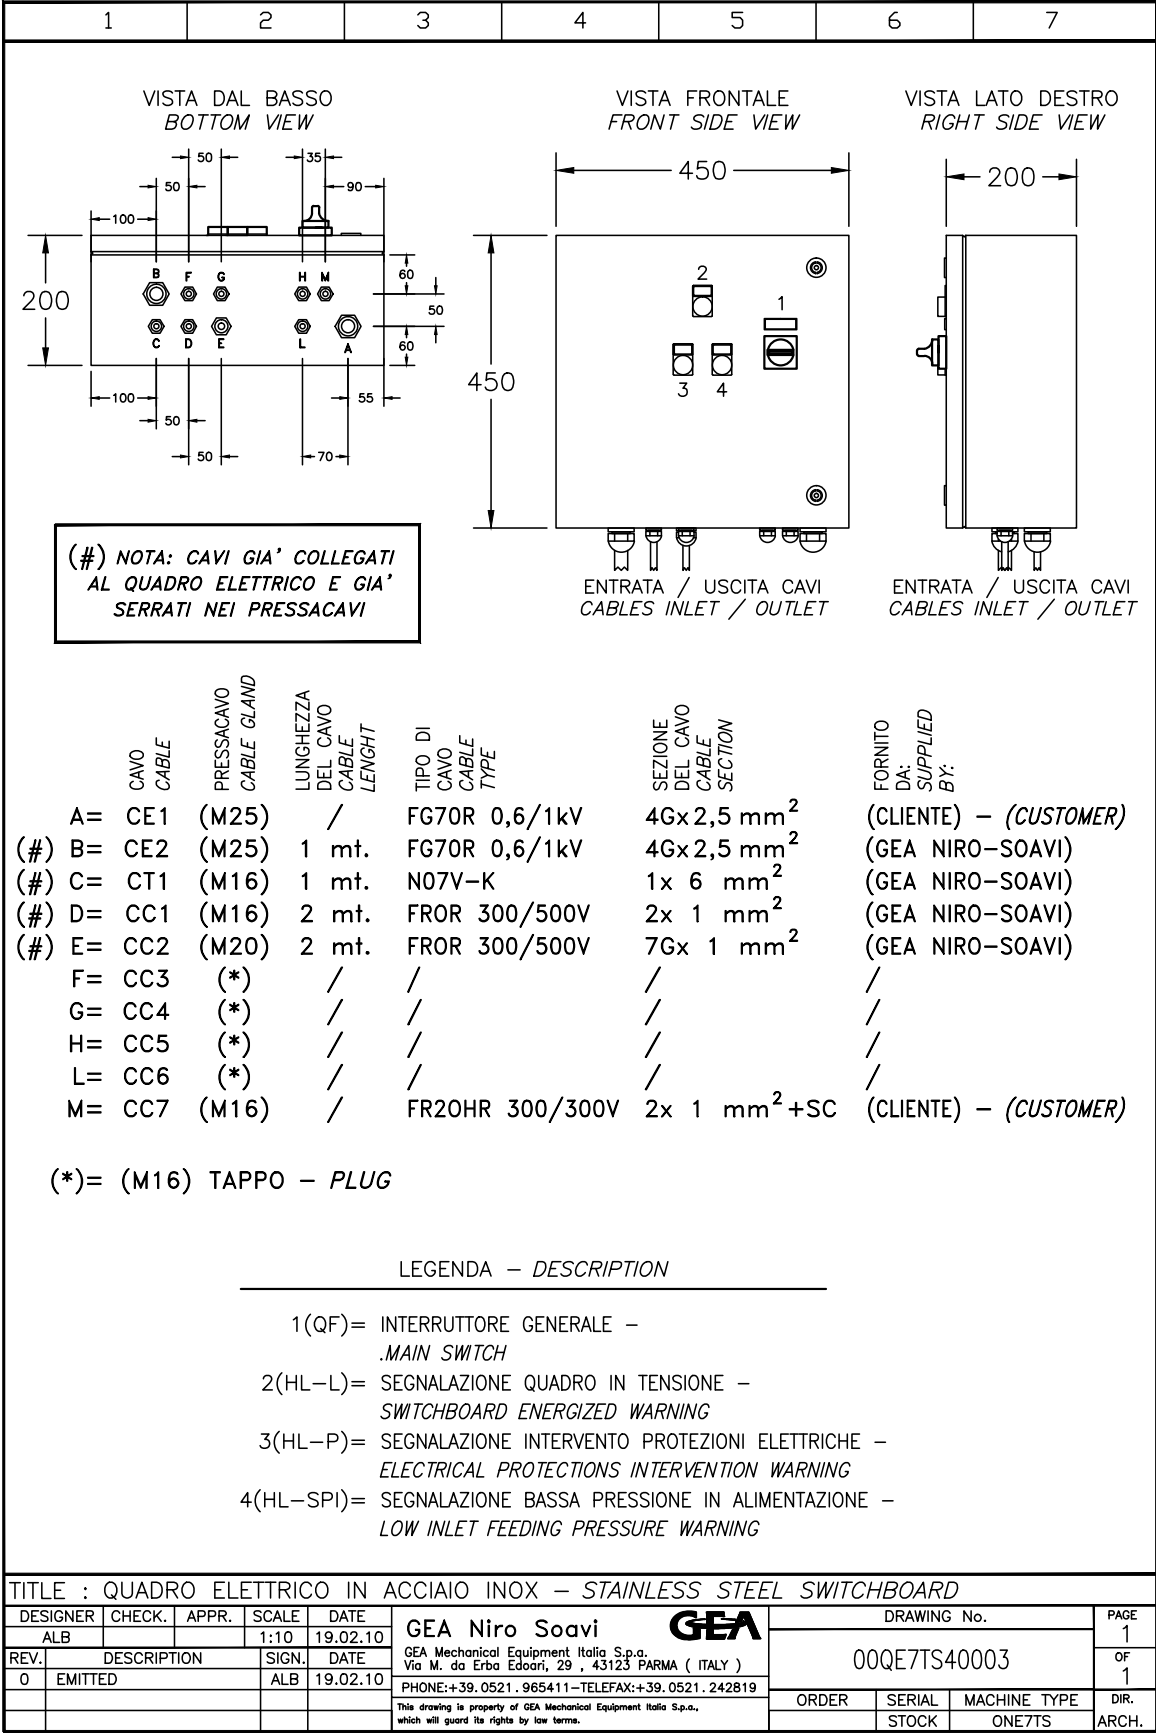 1 2 3 4 5 6 7
VISTA DAL BASSO
BOTTOM VIEW
VISTA FRONTALE
FRONT SIDE VIEW
VISTA LATO DESTRO
RIGHT SIDE VIEW
50 35
50 90
100
450
200
B F G H M
60
200
50
C D E L A
60
100 55
50
50 70
450
2
1
3 4
(#) NOTA: CAVI GIA' COLLEGATI
AL QUADRO ELETTRICO E GIA'
SERRATI NEI PRESSACAVI
ENTRATA / USCITA CAVI
CABLES INLET / OUTLET
ENTRATA / USCITA CAVI
CABLES INLET / OUTLET
CAVO
CABLE
PRESSACAVO
CABLE GLAND
LUNGHEZZA
DEL CAVO
CABLE
LENGHT
TIPO DI
CAVO
CABLE
TYPE
SEZIONE
DEL CAVO
CABLE
SECTION
FORNITO
DA:
SUPPLIED
BY:
A= CE1 (M25) / FG7OR 0,6/1kV 4Gx2,5 mm² (CLIENTE) – (CUSTOMER)
(#) B= CE2 (M25) 1 mt. FG7OR 0,6/1kV 4Gx2,5 mm² (GEA NIRO–SOAVI)
(#) C= CT1 (M16) 1 mt. N07V–K 1x 6 mm² (GEA NIRO–SOAVI)
(#) D= CC1 (M16) 2 mt. FROR 300/500V 2x 1 mm² (GEA NIRO–SOAVI)
(#) E= CC2 (M20) 2 mt. FROR 300/500V 7Gx 1 mm² (GEA NIRO–SOAVI)
F= CC3 (*) / / / /
G= CC4 (*) / / / /
H= CC5 (*) / / / /
L= CC6 (*) / / / /
M= CC7 (M16) / FR2OHR 300/300V 2x 1 mm²+SC (CLIENTE) – (CUSTOMER)
(*)= (M16) TAPPO – PLUG
LEGENDA – DESCRIPTION
1(QF)= INTERRUTTORE GENERALE –
.MAIN SWITCH
2(HL–L)= SEGNALAZIONE QUADRO IN TENSIONE –
SWITCHBOARD ENERGIZED WARNING
3(HL–P)= SEGNALAZIONE INTERVENTO PROTEZIONI ELETTRICHE –
ELECTRICAL PROTECTIONS INTERVENTION WARNING
4(HL–SPI)= SEGNALAZIONE BASSA PRESSIONE IN ALIMENTAZIONE –
LOW INLET FEEDING PRESSURE WARNING
TITLE : QUADRO ELETTRICO IN ACCIAIO INOX – STAINLESS STEEL SWITCHBOARD
DESIGNER CHECK. APPR. SCALE DATE
ALB 1:10 19.02.10
REV. DESCRIPTION SIGN. DATE
0 EMITTED ALB 19.02.10
GEA Niro Soavi GEA
GEA Mechanical Equipment Italia S.p.a.
Via M. da Erba Edoari, 29 , 43123 PARMA ( ITALY )
PHONE:+39.0521.965411–TELEFAX:+39.0521.242819
This drawing is property of GEA Mechanical Equipment Italia S.p.a.,
which will guard its rights by law terms.
DRAWING No.
00QE7TS40003
ORDER SERIAL MACHINE TYPE
STOCK ONE7TS
PAGE
1
OF
1
DIR.
ARCH.